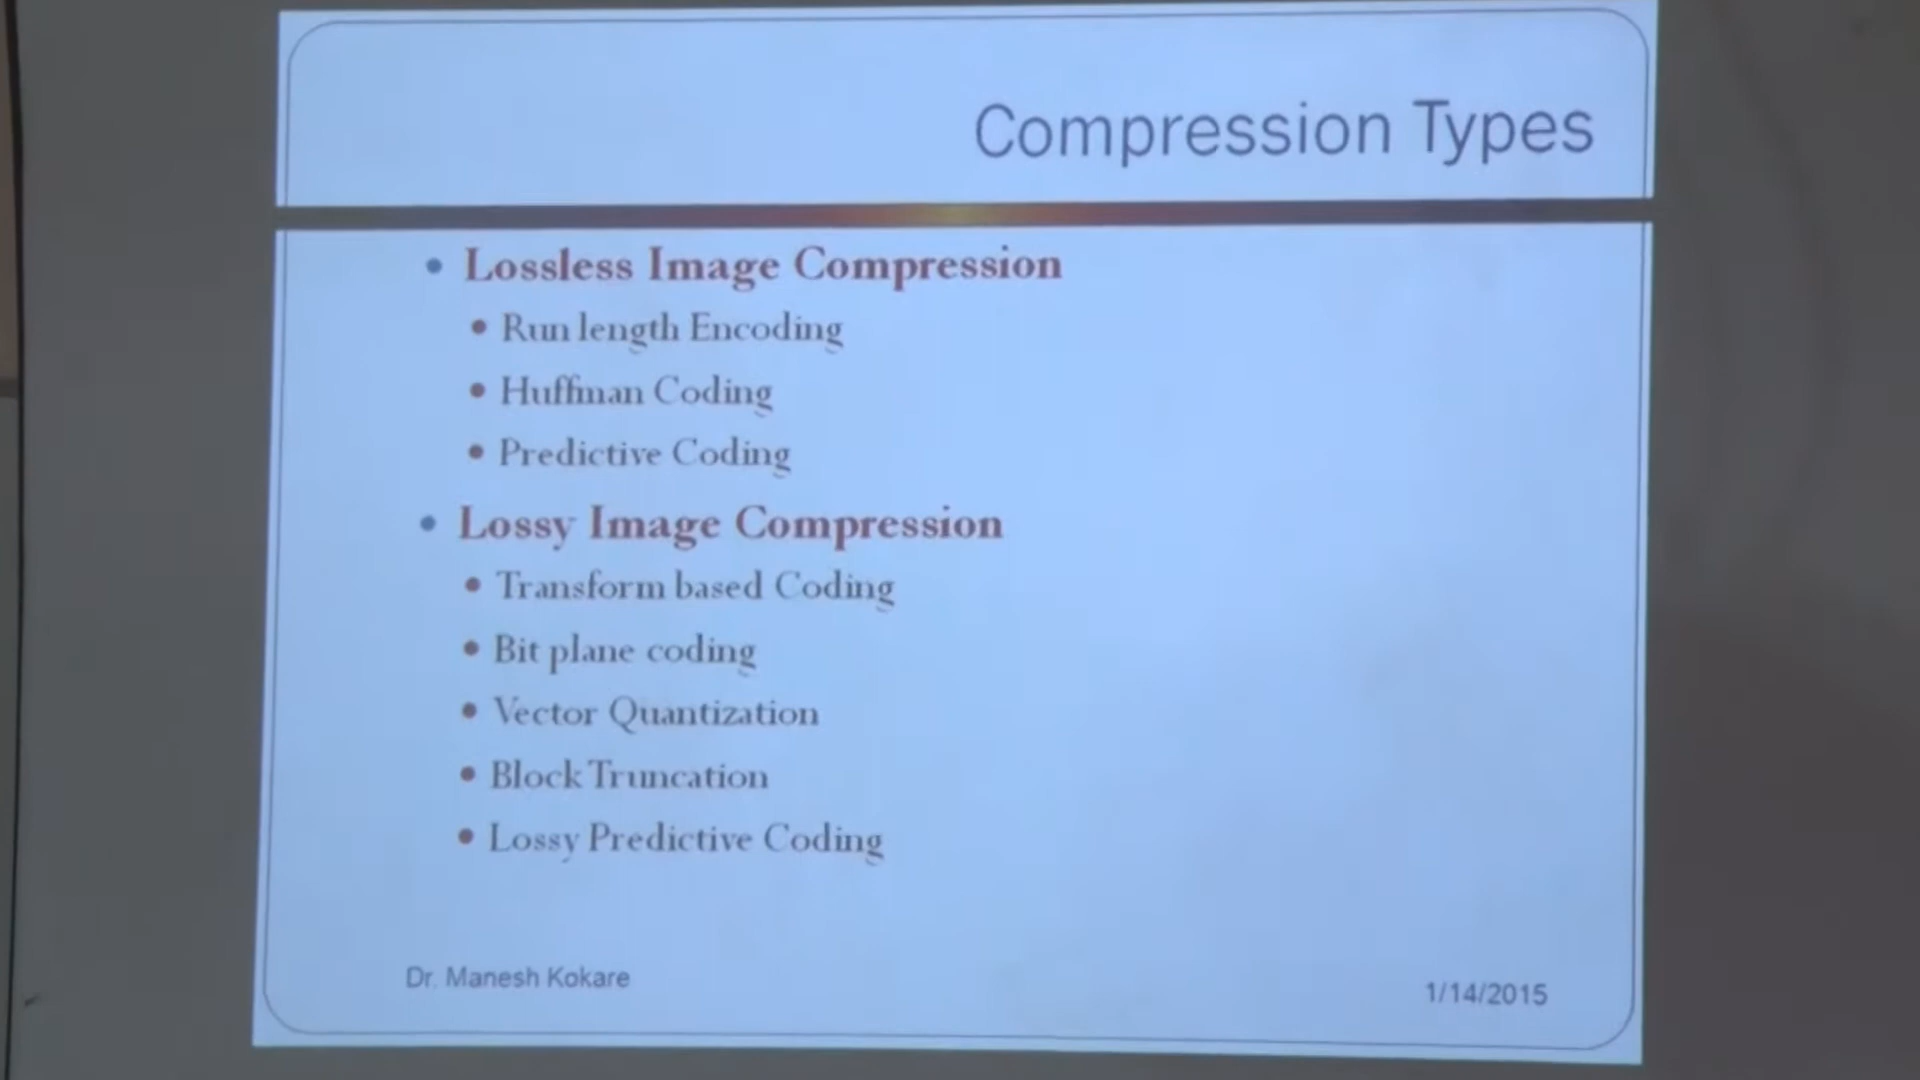 Compression Types
• Lossless Image Compression
• Run length Encoding
• Huffman Coding
• Predictive Coding
• Lossy Image Compression
• Transform based Coding
• Bit plane coding
• Vector Quantization
• Block Truncation
• Lossy Predictive Coding
Dr. Manesh Kokare
1/14/2015